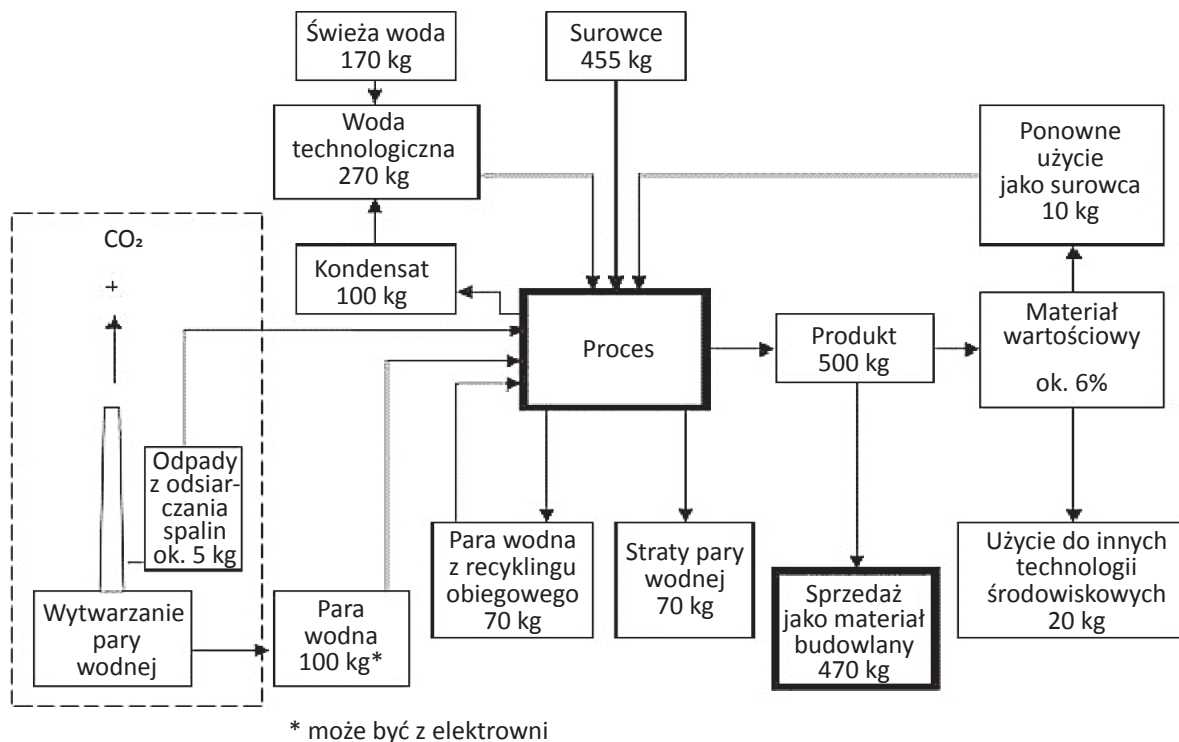 Świeża woda
170 kg
Surowce
455 kg
Woda
technologiczna
270 kg
Ponowne
użycie
jako surowca
10 kg
CO₂
+
Kondensat
100 kg
Proces
Produkt
500 kg
Materiał
wartościowy
ok. 6%
Odpady
z odsiar-
czania
spalin
ok. 5 kg
Wytwarzanie
pary
wodnej
Para
wodna
100 kg*
Para wodna
z recyklingu
obiegowego
70 kg
Straty pary
wodnej
70 kg
Sprzedaż
jako materiał
budowlany
470 kg
Użycie do innych
technologii
środowiskowych
20 kg
* może być z elektrowni